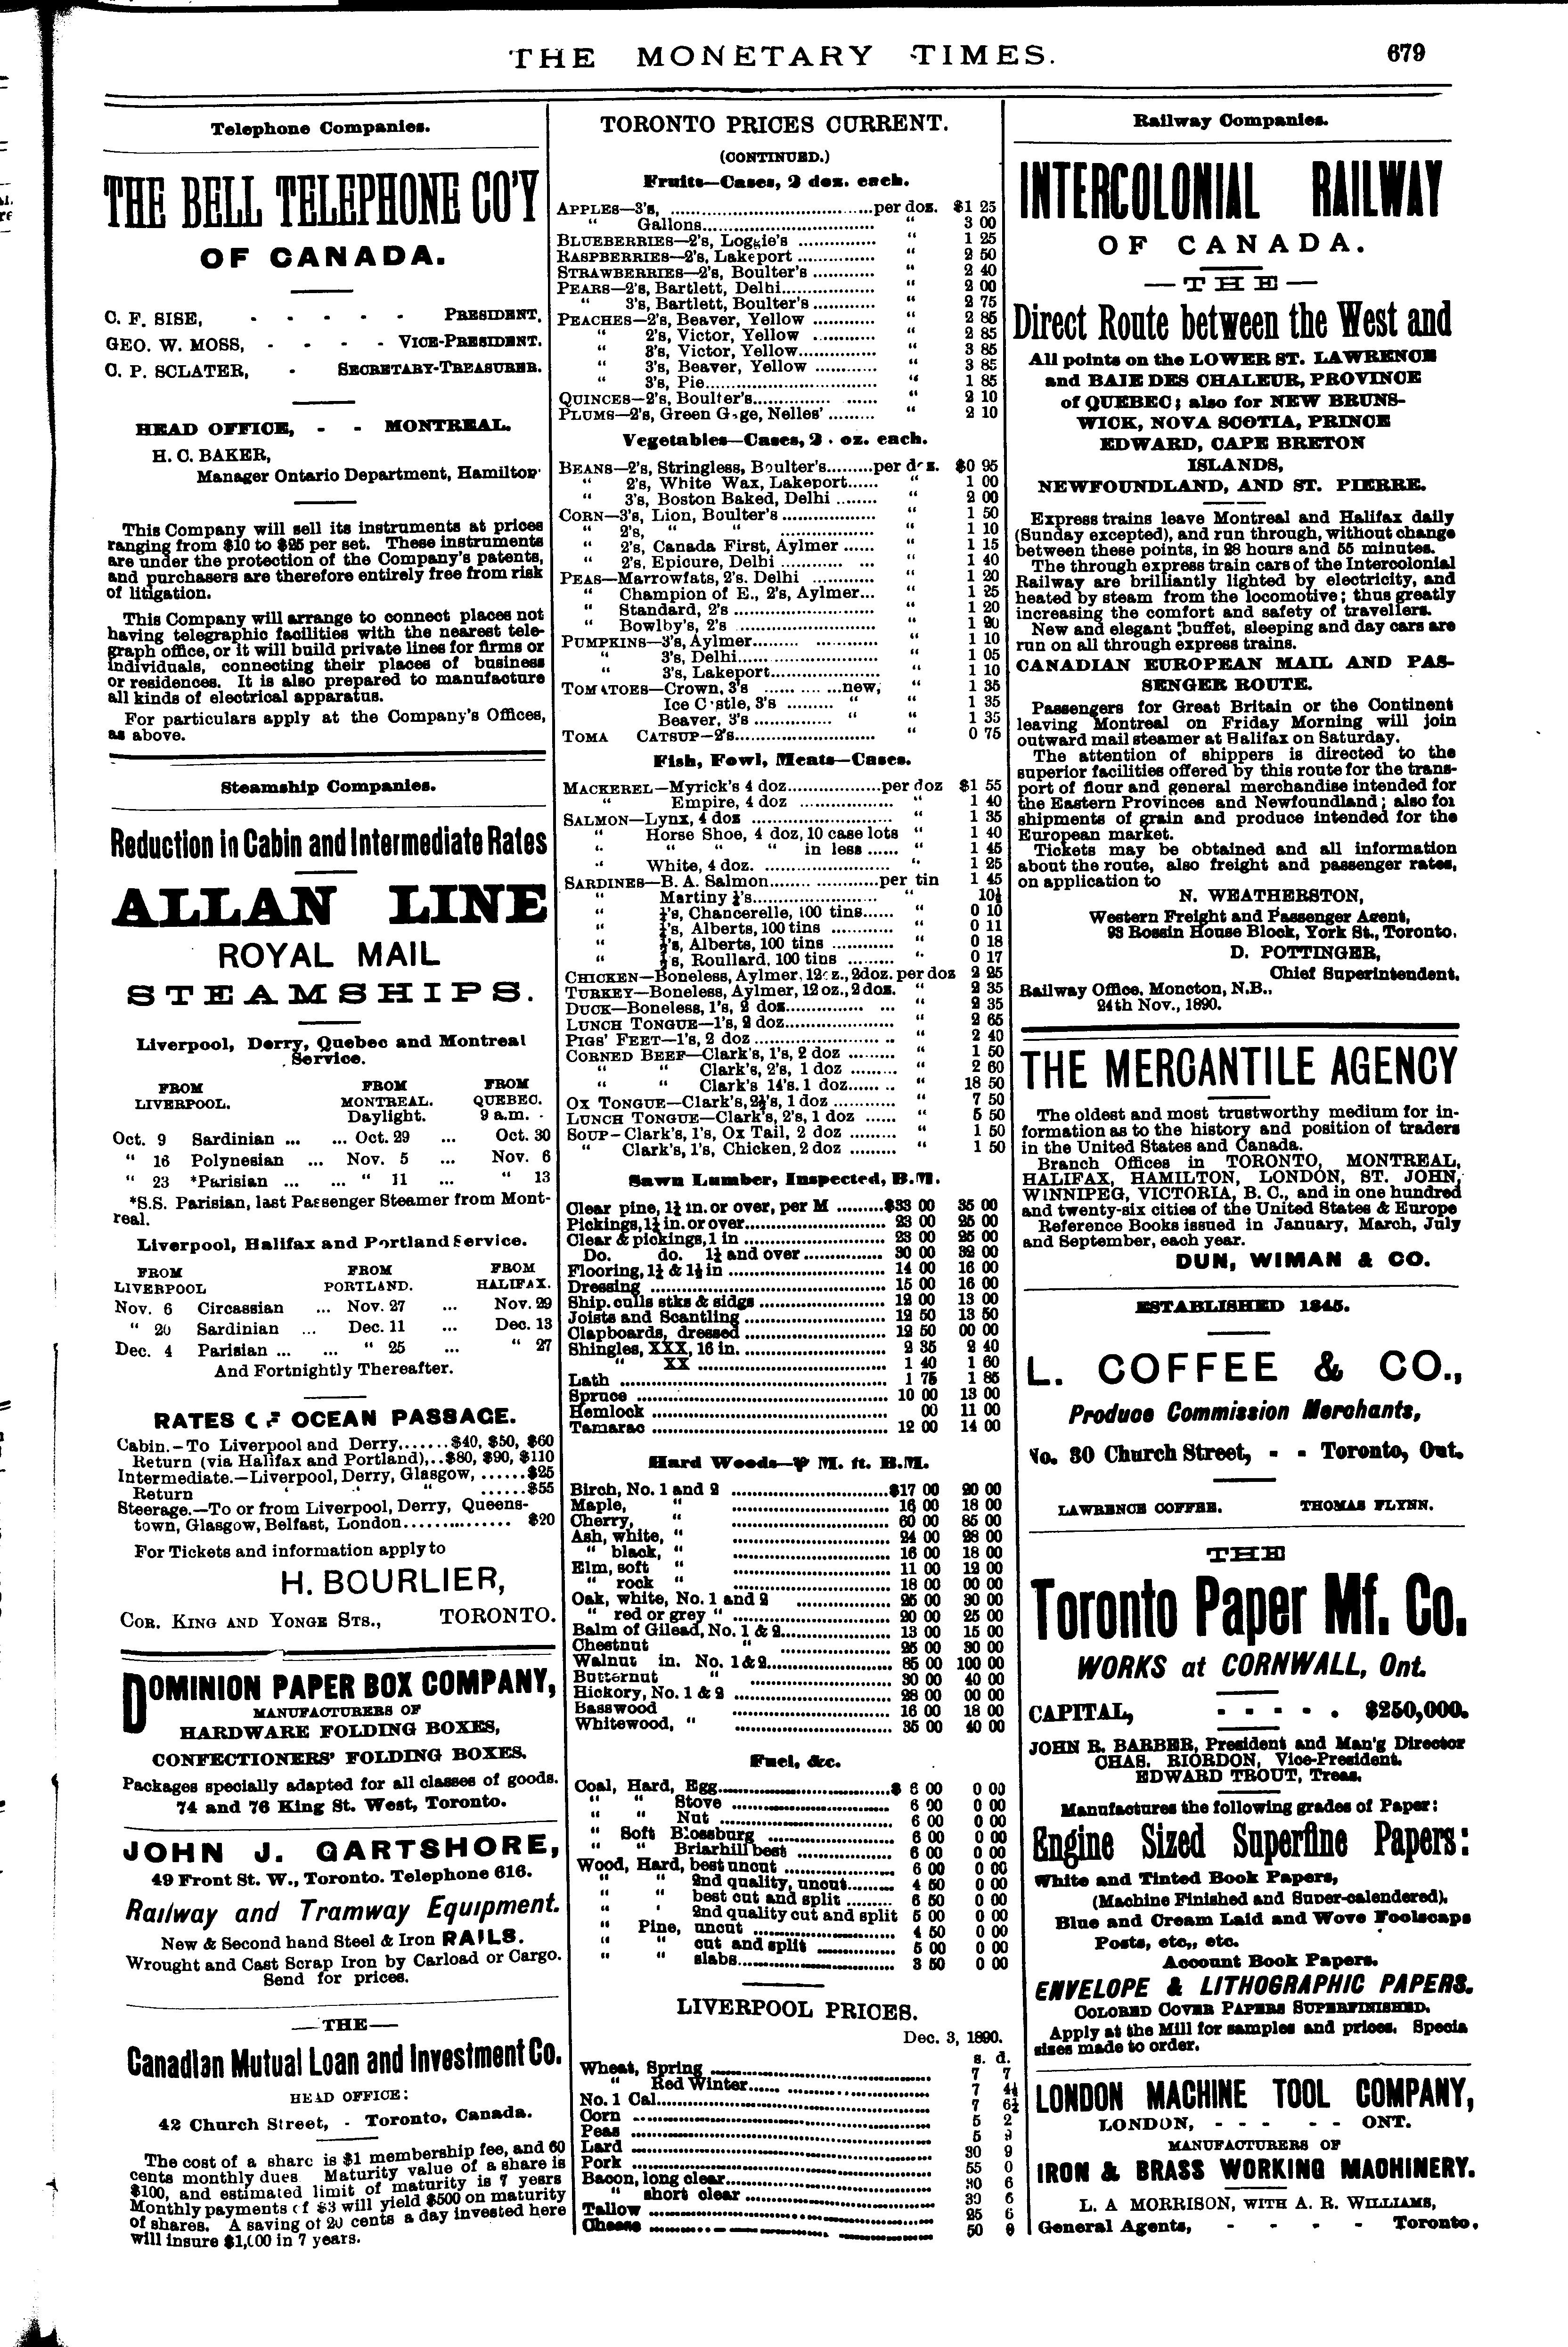 THE MONETARY TIMES.
679
Telephone Companies.
THE BELL TELEPHONE CO'Y
OF CANADA.
C. F. SISE, - - - - - PRESIDENT.
GEO. W. MOSS, - - - - VICE-PRESIDENT.
C. P. SCLATER, - SECRETARY-TREASURER.
HEAD OFFICE, - - MONTREAL.
H. C. BAKER,
Manager Ontario Department, Hamilton
This Company will sell its instruments at prices
ranging from $10 to $25 per set. These instruments
are under the protection of the Company's patents,
and purchasers are therefore entirely free from risk
of litigation.
This Company will arrange to connect places not
having telegraphic facilities with the nearest tele-
graph office, or it will build private lines for firms or
individuals, connecting their places of business
or residences. It is also prepared to manufacture
all kinds of electrical apparatus.
For particulars apply at the Company's Offices,
as above.
Steamship Companies.
Reduction in Cabin and Intermediate Rates
ALLAN LINE
ROYAL MAIL
STEAMSHIPS.
Liverpool, Derry, Quebec and Montreal
Service.
FROM FROM FROM
LIVERPOOL. MONTREAL. QUEBEC.
Daylight. 9 a.m.
Oct. 9 Sardinian ... ... Oct. 29 ... Oct. 30
" 16 Polynesian ... Nov. 5 ... Nov. 6
" 23 *Parisian ... ... " 11 ... " 13
*S.S. Parisian, last Passenger Steamer from Mont-
real.
Liverpool, Halifax and Portland Service.
FROM FROM FROM
LIVERPOOL PORTLAND. HALIFAX.
Nov. 6 Circassian ... Nov. 27 ... Nov. 29
" 20 Sardinian ... Dec. 11 ... Dec. 13
Dec. 4 Parisian ... ... " 25 ... " 27
And Fortnightly Thereafter.
RATES OF OCEAN PASSAGE.
Cabin.—To Liverpool and Derry.......$40, $50, $60
Return (via Halifax and Portland)...$80, $90, $110
Intermediate.—Liverpool, Derry, Glasgow, ......$25
Return " " " ......$55
Steerage.—To or from Liverpool, Derry, Queens-
town, Glasgow, Belfast, London............... $20
For Tickets and information apply to
H. BOURLIER,
COR. KING AND YONGE STS., TORONTO.
DOMINION PAPER BOX COMPANY,
MANUFACTURERS OF
HARDWARE FOLDING BOXES,
CONFECTIONERS' FOLDING BOXES.
Packages specially adapted for all classes of goods.
74 and 76 King St. West, Toronto.
JOHN J. GARTSHORE,
49 Front St. W., Toronto. Telephone 616.
Railway and Tramway Equipment.
New & Second hand Steel & Iron RAILS.
Wrought and Cast Scrap Iron by Carload or Cargo.
Send for prices.
—THE—
Canadian Mutual Loan and Investment Co.
HEAD OFFICE:
42 Church Street, - Toronto, Canada.
The cost of a share is $1 membership fee, and 60
cents monthly dues Maturity value of a share is
$100, and estimated limit of maturity is 7 years
Monthly payments of $3 will yield $500 on maturity
of shares. A saving of 20 cents a day invested here
will insure $1,000 in 7 years.
TORONTO PRICES CURRENT.
(CONTINUED.)
Fruits—Cases, 2 doz. each.
APPLES—3's, ........ per doz. $1 25
" Gallons ........ " 3 00
BLUEBERRIES—2's, Loggie's ........ " 1 25
RASPBERRIES—2's, Lakeport ........ " 2 50
STRAWBERRIES—2's, Boulter's ........ " 2 40
PEARS—2's, Bartlett, Delhi ........ " 2 00
" 3's, Bartlett, Boulter's ........ " 2 75
PEACHES—2's, Beaver, Yellow ........ " 2 85
" 2's, Victor, Yellow ........ " 2 85
" 3's, Victor, Yellow ........ " 3 85
" 3's, Beaver, Yellow ........ " 3 85
" 3's, Pie ........ " 1 85
QUINCES—2's, Boulter's ........ " 2 10
PLUMS—2's, Green Gage, Nelles' ........ " 2 10
Vegetables—Cases, 2 oz. each.
BEANS—2's, Stringless, Boulter's ........ per doz. $0 95
" 2's, White Wax, Lakeport ...... " 1 00
" 3's, Boston Baked, Delhi ........ " 2 00
CORN—3's, Lion, Boulter's ........ " 1 50
" 2's, " " ........ " 1 10
" 2's, Canada First, Aylmer ...... " 1 15
" 2's, Epicure, Delhi ........ " 1 40
PEAS—Marrowfats, 2's. Delhi ........ " 1 20
" Champion of E., 2's, Aylmer... " 1 25
" Standard, 2's ........ " 1 20
" Bowlby's, 2's ........ " 1 20
PUMPKINS—3's, Aylmer ........ " 1 10
" 3's, Delhi ........ " 1 05
" 3's, Lakeport ........ " 1 10
TOMATOES—Crown, 3's ........ new, " 1 35
Ice Castle, 3's ........ " " 1 35
Beaver, 3's ........ " " 1 35
TOMA CATSUP—2's ........ " 0 75
Fish, Fowl, Meats—Cases.
MACKEREL—Myrick's 4 doz ........ per doz $1 55
" Empire, 4 doz ........ " 1 40
SALMON—Lynx, 4 doz ........ " 1 35
" Horse Shoe, 4 doz, 10 case lots " 1 40
" " " " in less ...... " 1 45
" White, 4 doz. ........ " 1 25
SARDINES—B. A. Salmon ........ per tin 1 45
" Martiny ¼'s ........ " 10½
" ¼'s, Chancerelle, 100 tins ...... " 0 10
" ¼'s, Alberts, 100 tins ........ " 0 11
" ½'s, Alberts, 100 tins ........ " 0 18
" ½'s, Roullard, 100 tins ........ " 0 17
CHICKEN—Boneless, Aylmer, 12oz., 2doz. per doz 2 25
TURKEY—Boneless, Aylmer, 12 oz., 2 doz. " 2 35
DUCK—Boneless, 1's, 2 doz ........ 2 35
LUNCH TONGUE—1's, 2 doz ........ " 2 65
PIGS' FEET—1's, 2 doz ........ 2 40
CORNED BEEF—Clark's, 1's, 2 doz ........ " 1 50
" " Clark's, 2's, 1 doz ........ " 2 60
" " Clark's 14's. 1 doz ........ " 18 50
OX TONGUE—Clark's, 2½'s, 1 doz ........ " 7 50
LUNCH TONGUE—Clark's, 2's, 1 doz ...... " 5 50
SOUP—Clark's, 1's, Ox Tail, 2 doz ........ " 1 50
" Clark's, 1's, Chicken, 2 doz ........ " 1 50
Sawn Lumber, Inspected, B.M.
Clear pine, 1¼ in. or over, per M ........ $33 00 35 00
Pickings, 1¼ in. or over ........ 23 00 25 00
Clear & pickings, 1 in ........ 23 00 25 00
Do. do. 1¼ and over ........ 30 00 32 00
Flooring, 1¼ & 1½ in ........ 14 00 16 00
Dressing ........ 15 00 16 00
Ship. culls stks & sidgs ........ 12 00 13 00
Joists and Scantling ........ 12 50 13 50
Clapboards, dressed ........ 12 50 00 00
Shingles, XXX, 16 in. ........ 2 35 2 40
" XX ........ 1 40 1 60
Lath ........ 1 75 1 85
Spruce ........ 10 00 13 00
Hemlock ........ 00 11 00
Tamarac ........ 12 00 14 00
Hard Woods—℔ M. ft. B.M.
Birch, No. 1 and 2 ........ $17 00 20 00
Maple, " ........ 16 00 18 00
Cherry, " ........ 60 00 85 00
Ash, white, " ........ 24 00 28 00
" black, " ........ 16 00 18 00
Elm, soft " ........ 11 00 12 00
" rock " ........ 18 00 00 00
Oak, white, No. 1 and 2 ........ 25 00 30 00
" red or grey " ........ 20 00 25 00
Balm of Gilead, No. 1 & 2 ........ 13 00 15 00
Chestnut " ........ 25 00 30 00
Walnut in. No. 1 & 2 ........ 85 00 100 00
Butternut " ........ 30 00 40 00
Hickory, No. 1 & 2 ........ 28 00 00 00
Basswood ........ 16 00 18 00
Whitewood, " ........ 35 00 40 00
Fuel, &c.
Coal, Hard, Egg ........ $ 6 00 0 00
" " Stove ........ 6 00 0 00
" " Nut ........ 6 00 0 00
" Soft Blossburg ........ 6 00 0 00
" " Briarhill best ........ 6 00 0 00
Wood, Hard, best uncut ........ 6 00 0 00
" " 2nd quality, uncut ........ 4 50 0 00
" " best cut and split ........ 6 50 0 00
" " 2nd quality cut and split 5 00 0 00
" Pine, uncut ........ 4 50 0 00
" " cut and split ........ 5 00 0 00
" " slabs ........ 3 50 0 00
LIVERPOOL PRICES.
Dec. 3, 1890.
s. d.
Wheat, Spring ........ 7 7
" Red Winter ........ 7 4½
No. 1 Cal ........ 7 6½
Corn ........ 5 2
Peas ........ 5
Lard ........ 30 9
Pork ........ 55 0
Bacon, long clear ........ 30 6
" short clear ........ 30 6
Tallow ........ 25 6
Cheese ........ 50
Railway Companies.
INTERCOLONIAL RAILWAY
OF CANADA.
—THE—
Direct Route between the West and
All points on the LOWER ST. LAWRENCE
and BAIE DES CHALEUR, PROVINCE
of QUEBEC; also for NEW BRUNS-
WICK, NOVA SCOTIA, PRINCE
EDWARD, CAPE BRETON
ISLANDS,
NEWFOUNDLAND, AND ST. PIERRE.
Express trains leave Montreal and Halifax daily
(Sunday excepted), and run through, without change
between these points, in 28 hours and 55 minutes.
The through express train cars of the Intercolonial
Railway are brilliantly lighted by electricity, and
heated by steam from the locomotive; thus greatly
increasing the comfort and safety of travellers.
New and elegant buffet, sleeping and day cars are
run on all through express trains.
CANADIAN EUROPEAN MAIL AND PAS-
SENGER ROUTE.
Passengers for Great Britain or the Continent
leaving Montreal on Friday Morning will join
outward mail steamer at Halifax on Saturday.
The attention of shippers is directed to the
superior facilities offered by this route for the trans-
port of flour and general merchandise intended for
the Eastern Provinces and Newfoundland; also for
shipments of grain and produce intended for the
European market.
Tickets may be obtained and all information
about the route, also freight and passenger rates,
on application to
N. WEATHERSTON,
Western Freight and Passenger Agent,
93 Rossin House Block, York St., Toronto.
D. POTTINGER,
Chief Superintendent.
Railway Office, Moncton, N.B.,
24th Nov., 1890.
THE MERCANTILE AGENCY
The oldest and most trustworthy medium for in-
formation as to the history and position of traders
in the United States and Canada.
Branch Offices in TORONTO, MONTREAL,
HALIFAX, HAMILTON, LONDON, ST. JOHN,
WINNIPEG, VICTORIA, B. C., and in one hundred
and twenty-six cities of the United States & Europe
Reference Books issued in January, March, July
and September, each year.
DUN, WIMAN & CO.
ESTABLISHED 1845.
L. COFFEE & CO.,
Produce Commission Merchants,
No. 30 Church Street, - - Toronto, Ont.
LAWRENCE COFFEE. THOMAS FLYNN.
THE
Toronto Paper Mf. Co.
WORKS at CORNWALL, Ont.
CAPITAL, - - - - - $250,000.
JOHN R. BARBER, President and Man'g Director
CHAS. RIORDON, Vice-President.
EDWARD TROUT, Treas.
Manufactures the following grades of Paper:
Engine Sized Superfine Papers:
White and Tinted Book Papers,
(Machine Finished and Super-calendered).
Blue and Cream Laid and Wove Foolscaps
Posts, etc., etc.
Account Book Papers.
ENVELOPE & LITHOGRAPHIC PAPERS.
COLORED COVER PAPERS SUPERFINISHED.
Apply at the Mill for samples and prices. Specia
sizes made to order.
LONDON MACHINE TOOL COMPANY,
LONDON, - - - - - ONT.
MANUFACTURERS OF
IRON & BRASS WORKING MACHINERY.
L. A MORRISON, WITH A. R. WILLIAMS,
General Agents, - - - - Toronto.